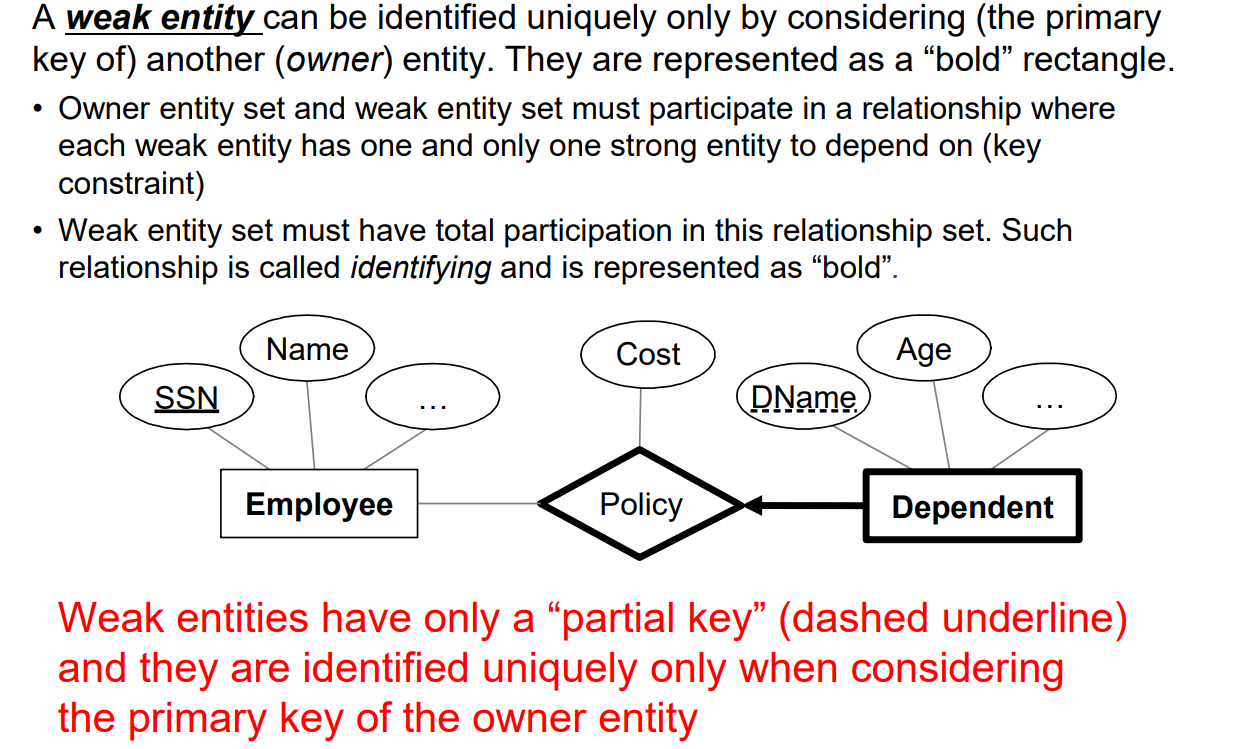 A weak entity can be identified uniquely only by considering (the primary
key of) another (owner) entity. They are represented as a “bold” rectangle.
• Owner entity set and weak entity set must participate in a relationship where
each weak entity has one and only one strong entity to depend on (key
constraint)
• Weak entity set must have total participation in this relationship set. Such
relationship is called identifying and is represented as “bold”.
Name
Cost
Age
SSN
...
DName
...
Employee
Policy
Dependent
Weak entities have only a “partial key” (dashed underline)
and they are identified uniquely only when considering
the primary key of the owner entity